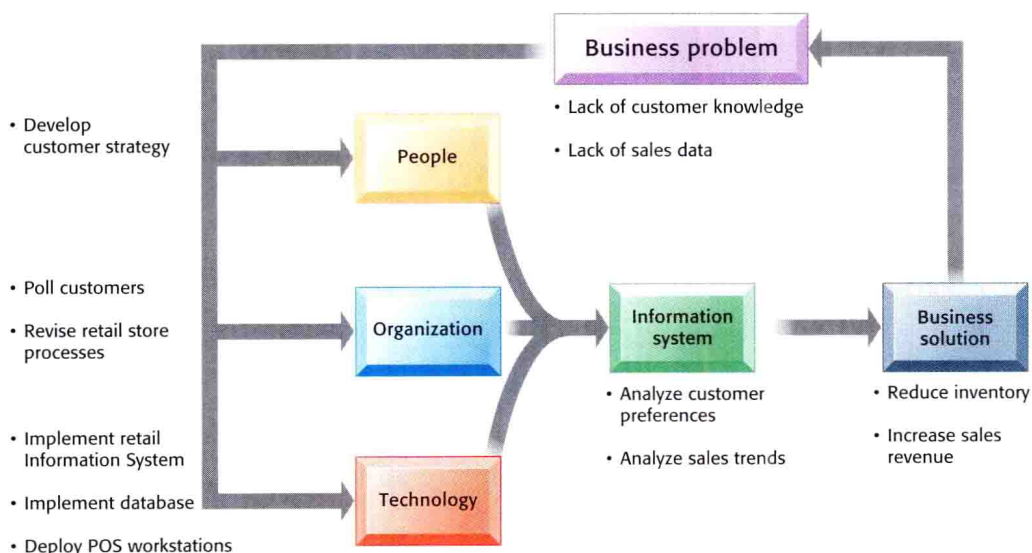 Business problem
• Lack of customer knowledge
• Lack of sales data
• Develop
customer strategy
People
• Poll customers
• Revise retail store
processes
Organization
Information
system
• Analyze customer
preferences
• Analyze sales trends
Business
solution
• Reduce inventory
• Increase sales
revenue
• Implement retail
Information System
• Implement database
• Deploy POS workstations
Technology